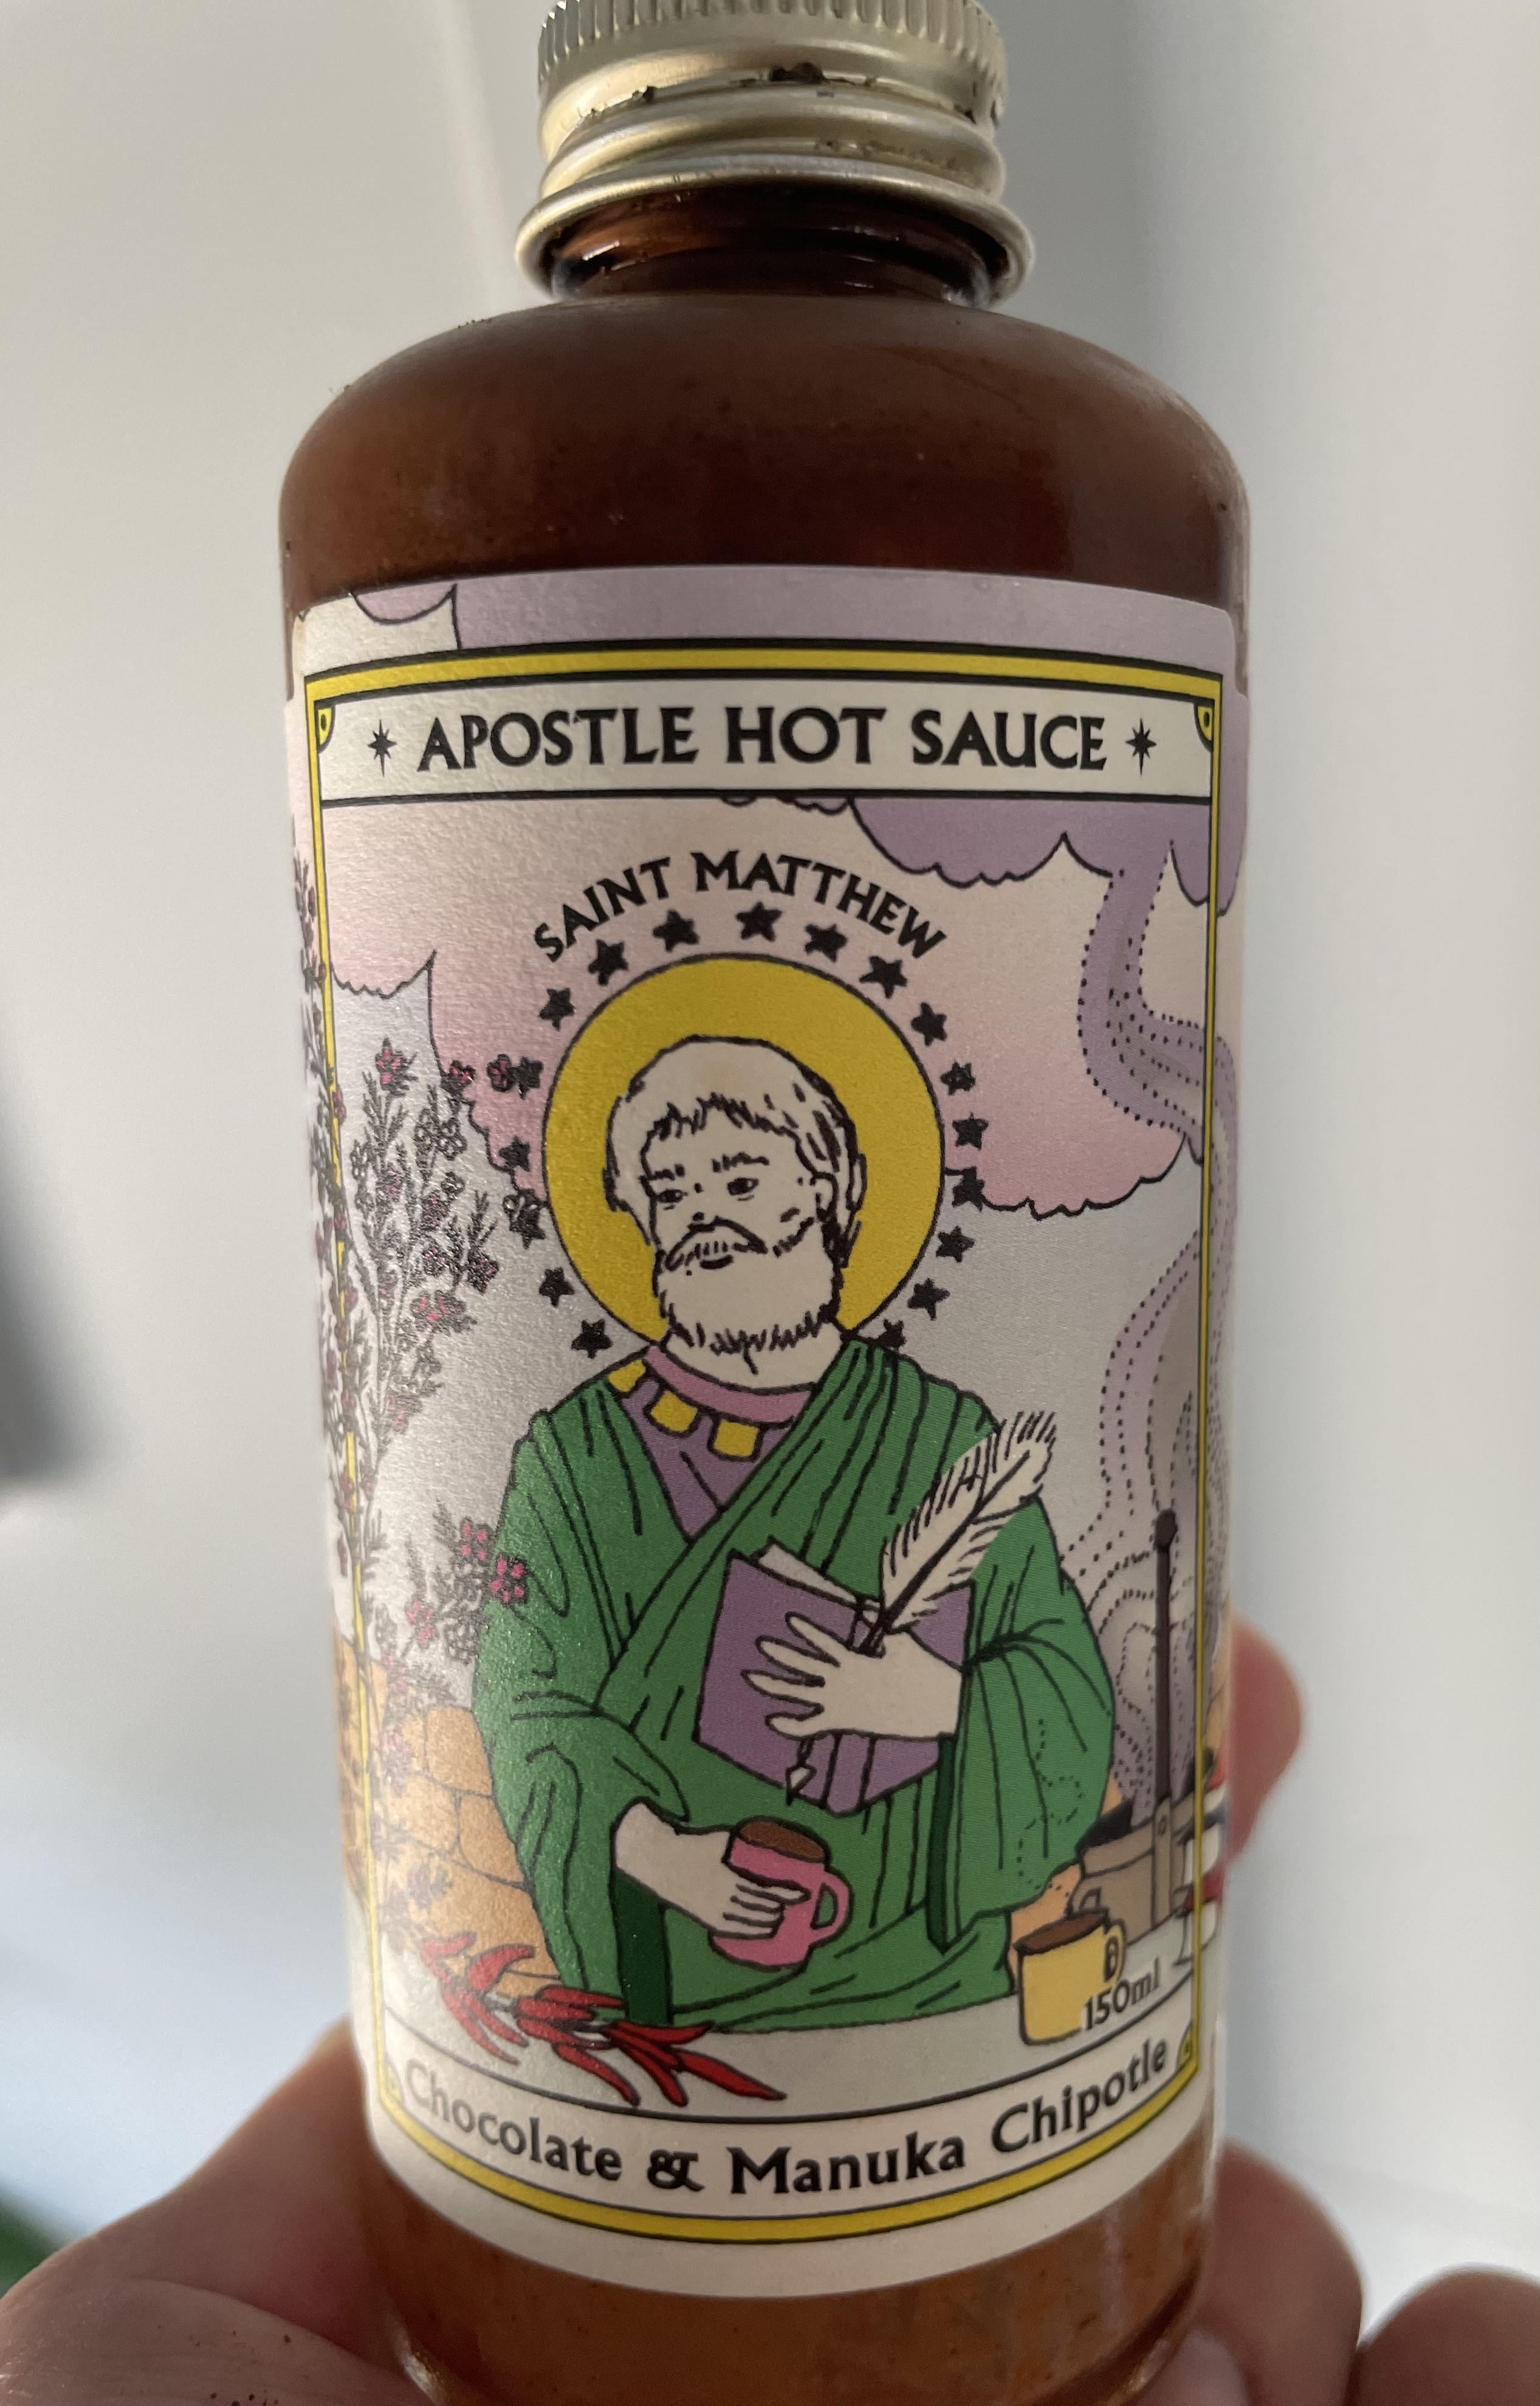 APOSTLE HOT SAUCE
SAINT MATTHEW
B
150ml
Chocolate & Manuka Chipotle